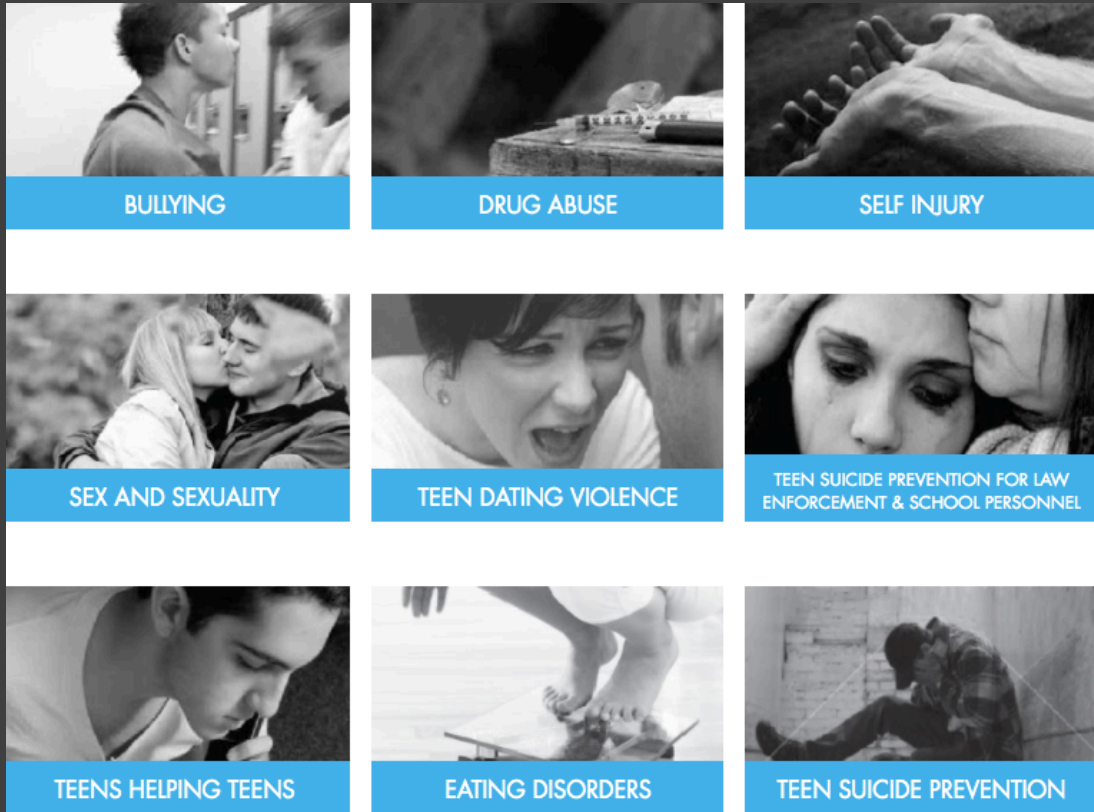 BULLYING
DRUG ABUSE
SELF INJURY
SEX AND SEXUALITY
TEEN DATING VIOLENCE
TEEN SUICIDE PREVENTION FOR LAW
ENFORCEMENT & SCHOOL PERSONNEL
TEENS HELPING TEENS
EATING DISORDERS
TEEN SUICIDE PREVENTION